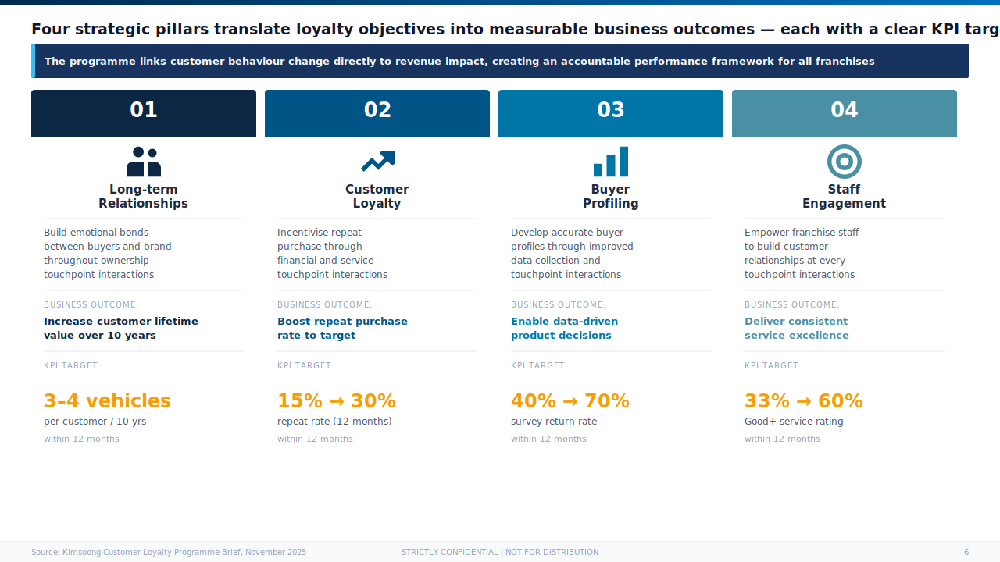 Four strategic pillars translate loyalty objectives into measurable business outcomes — each with a clear KPI targ
The programme links customer behaviour change directly to revenue impact, creating an accountable performance framework for all franchises
01
Long-term
Relationships
Build emotional bonds
between buyers and brand
throughout ownership
touchpoint interactions
BUSINESS OUTCOME:
Increase customer lifetime
value over 10 years
KPI TARGET
3–4 vehicles
per customer / 10 yrs
within 12 months
02
Customer
Loyalty
Incentivise repeat
purchase through
financial and service
touchpoint interactions
BUSINESS OUTCOME:
Boost repeat purchase
rate to target
KPI TARGET
15% → 30%
repeat rate (12 months)
within 12 months
03
Buyer
Profiling
Develop accurate buyer
profiles through improved
data collection and
touchpoint interactions
BUSINESS OUTCOME:
Enable data-driven
product decisions
KPI TARGET
40% → 70%
survey return rate
within 12 months
04
Staff
Engagement
Empower franchise staff
to build customer
relationships at every
touchpoint interactions
BUSINESS OUTCOME:
Deliver consistent
service excellence
KPI TARGET
33% → 60%
Good+ service rating
within 12 months
Source: Kimsoong Customer Loyalty Programme Brief, November 2025
STRICTLY CONFIDENTIAL | NOT FOR DISTRIBUTION
6